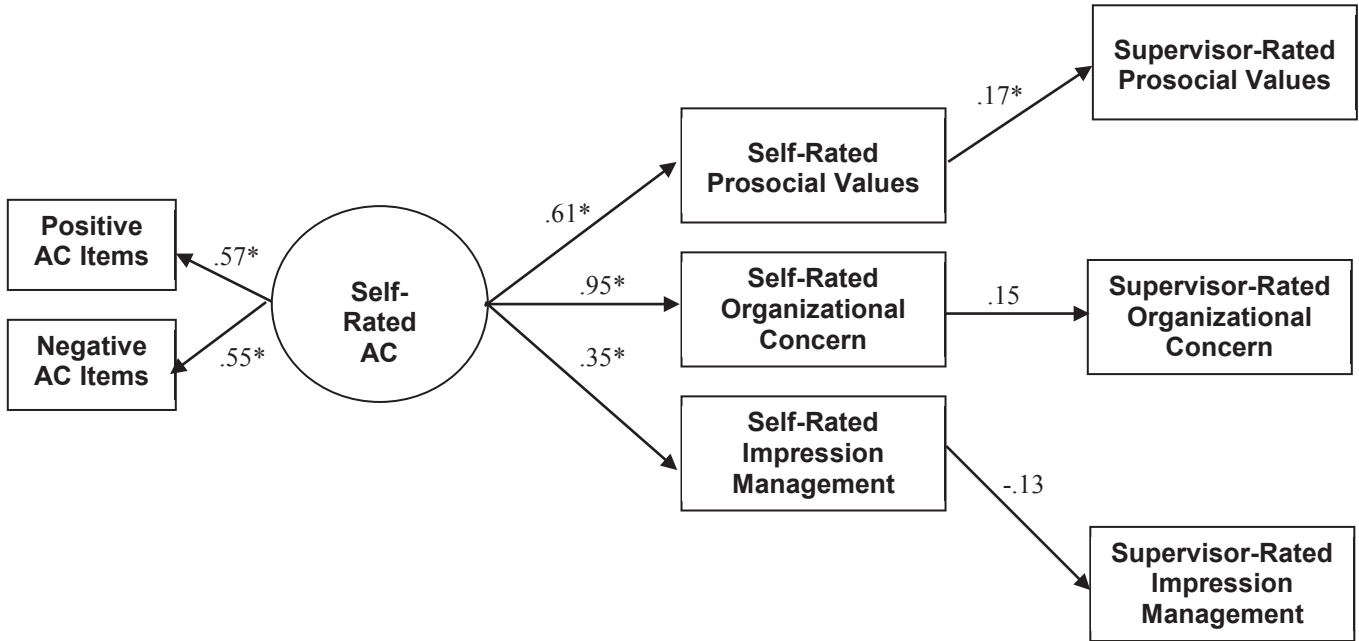 Positive
AC Items
.57*
Negative
AC Items
.55*
Self-
Rated
AC
.61*
Self-Rated
Prosocial Values
.17*
Supervisor-Rated
Prosocial Values
.95*
Self-Rated
Organizational
Concern
.15
Supervisor-Rated
Organizational
Concern
.35*
Self-Rated
Impression
Management
-.13
Supervisor-Rated
Impression
Management